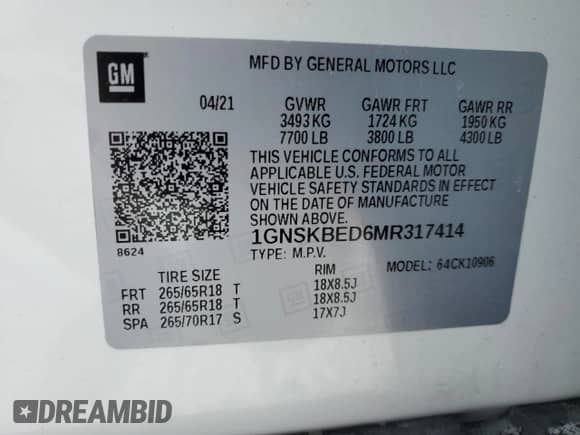 GM
MFD BY GENERAL MOTORS LLC
04/21 GVWR GAWR FRT GAWR RR
3493 KG 1724 KG 1950 KG
7700 LB 3800 LB 4300 LB
THIS VEHICLE CONFORMS TO ALL
APPLICABLE U.S. FEDERAL MOTOR
VEHICLE SAFETY STANDARDS IN EFFECT
ON THE DATE OF MANUFACTURE
SHOWN ABOVE.
8624
1GNSKBED6MR317414
TYPE: M.P.V. MODEL: 64CK10906
TIRE SIZE RIM
FRT 265/65R18 T 18X8.5J
RR 265/65R18 T 18X8.5J
SPA 265/70R17 S 17X7J
DREAMBID